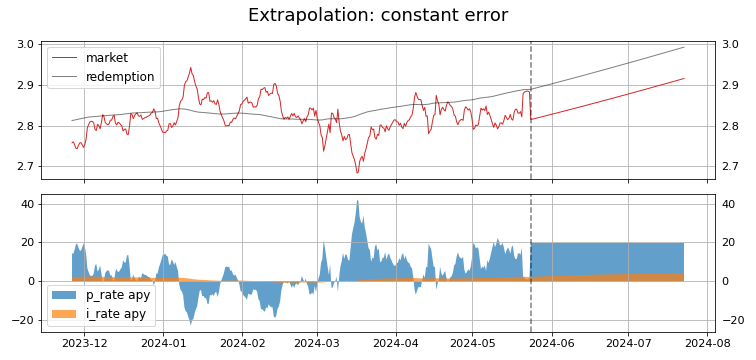 Extrapolation: constant error
3.0
2.9
2.8
2.7
market
redemption
3.0
2.9
2.8
2.7
40
20
0
−20
p_rate apy
i_rate apy
40
20
0
−20
2023-12 2024-01 2024-02 2024-03 2024-04 2024-05 2024-06 2024-07 2024-08